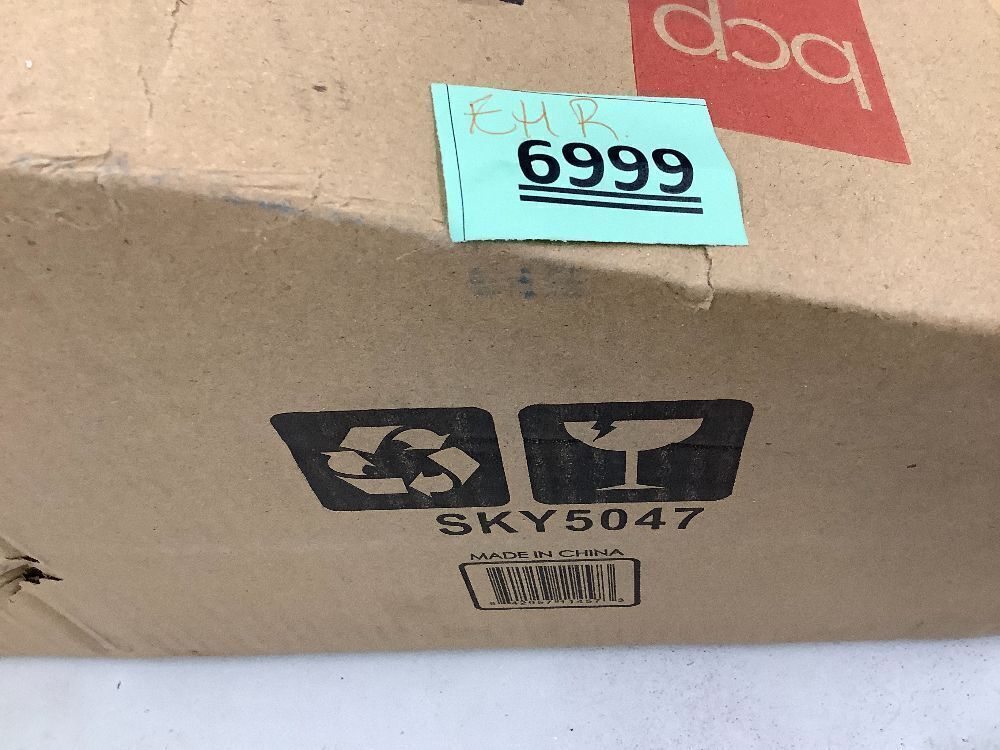 bcp
EHR.
6999
SKY5047
MADE IN CHINA